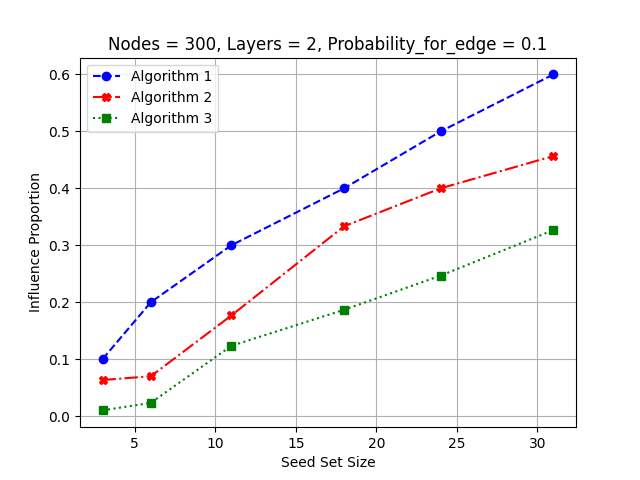 Nodes = 300, Layers = 2, Probability_for_edge = 0.1
Algorithm 1
Algorithm 2
Algorithm 3
0.6
0.5
0.4
0.3
0.2
0.1
0.0
Influence Proportion
5 10 15 20 25 30
Seed Set Size